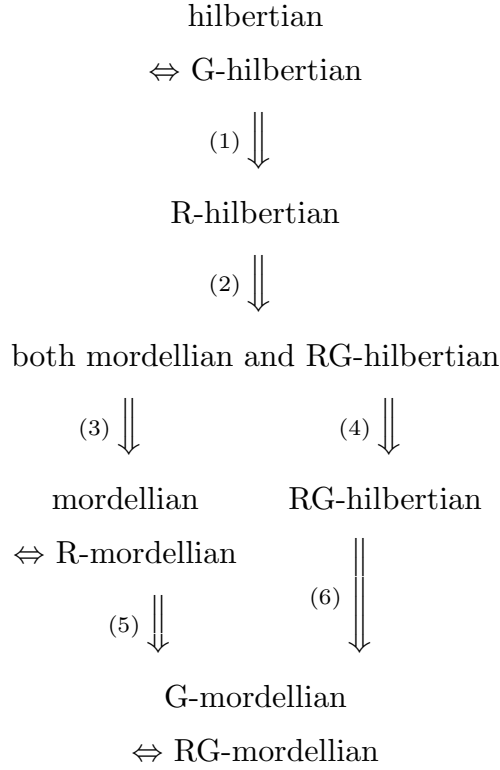 hilbertian
⇔ G-hilbertian
(1)
R-hilbertian
(2)
both mordellian and RG-hilbertian
(3) (4)
mordellian RG-hilbertian
⇔ R-mordellian
(6)
(5)
G-mordellian
⇔ RG-mordellian